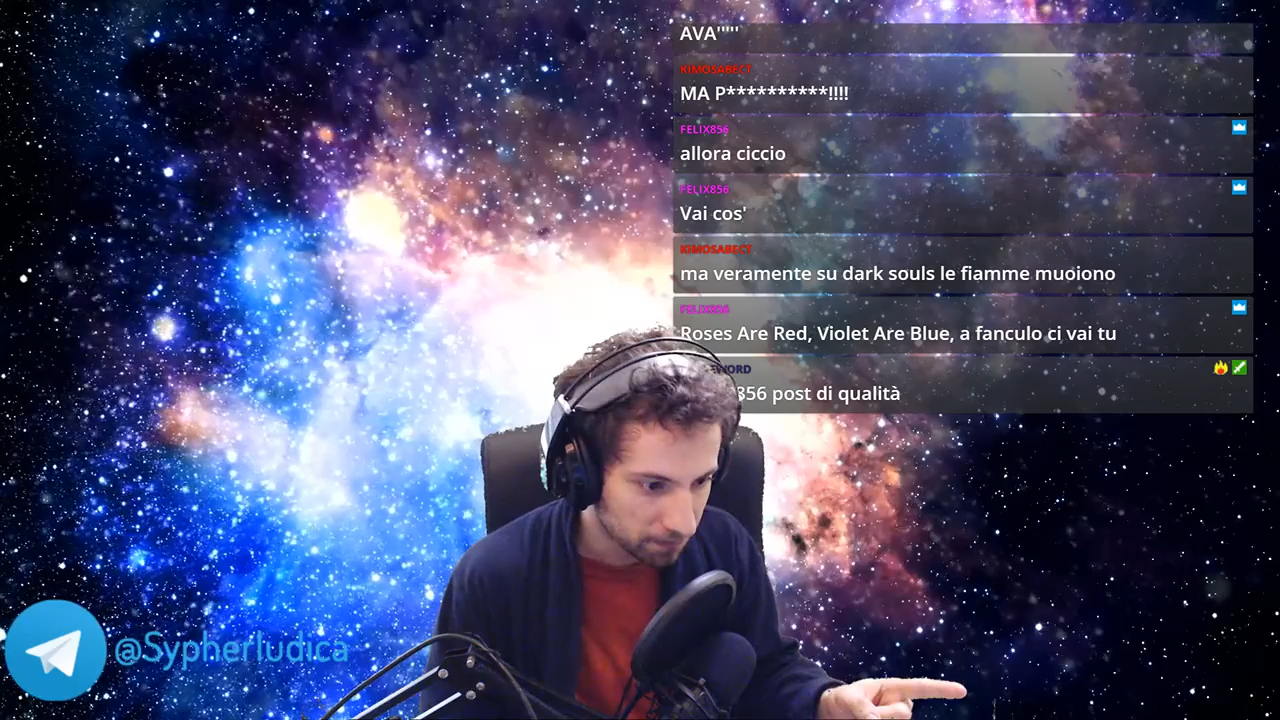 AVA'''''
KIMOSABECT
MA P**********!!!!
FELIX856
allora ciccio
FELIX856
Vai cos'
KIMOSABECT
ma veramente su dark souls le fiamme muoiono
FELIX856
Roses Are Red, Violet Are Blue, a fanculo ci vai tu
856 post di qualità
@Sypherludica